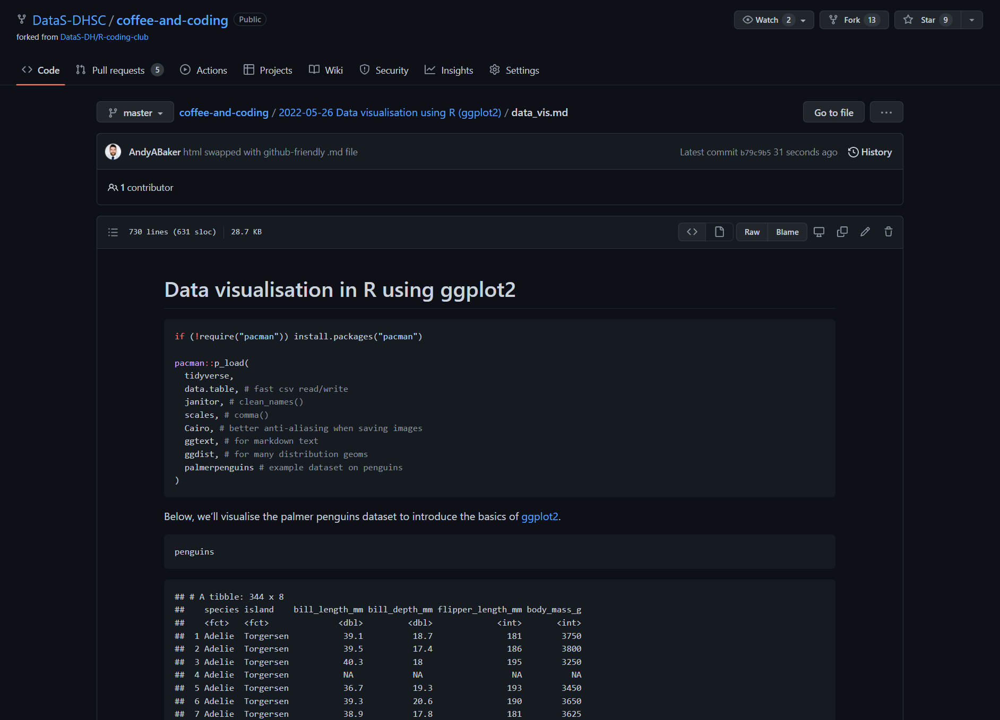 DataS-DHSC / coffee-and-coding Public
Watch 2 Fork 13 Star 9
forked from DataS-DH/R-coding-club
Code Pull requests 5 Actions Projects Wiki Security Insights Settings
master coffee-and-coding / 2022-05-26 Data visualisation using R (ggplot2) / data_vis.md Go to file ...
AndyABaker html swapped with github-friendly .md file Latest commit b79c9b5 31 seconds ago History
1 contributor
730 lines (631 sloc) 28.7 KB Raw Blame
Data visualisation in R using ggplot2
if (!require("pacman")) install.packages("pacman")
pacman::p_load(
  tidyverse,
  data.table, # fast csv read/write
  janitor, # clean_names()
  scales, # comma()
  Cairo, # better anti-aliasing when saving images
  ggtext, # for markdown text
  ggdist, # for many distribution geoms
  palmerpenguins # example dataset on penguins
)
Below, we’ll visualise the palmer penguins dataset to introduce the basics of ggplot2.
penguins
## # A tibble: 344 x 8
##    species island    bill_length_mm bill_depth_mm flipper_length_mm body_mass_g
##    <fct>   <fct>              <dbl>         <dbl>             <int>       <int>
##  1 Adelie  Torgersen           39.1          18.7               181        3750
##  2 Adelie  Torgersen           39.5          17.4               186        3800
##  3 Adelie  Torgersen           40.3          18                 195        3250
##  4 Adelie  Torgersen           NA            NA                  NA          NA
##  5 Adelie  Torgersen           36.7          19.3               193        3450
##  6 Adelie  Torgersen           39.3          20.6               190        3650
##  7 Adelie  Torgersen           38.9          17.8               181        3625